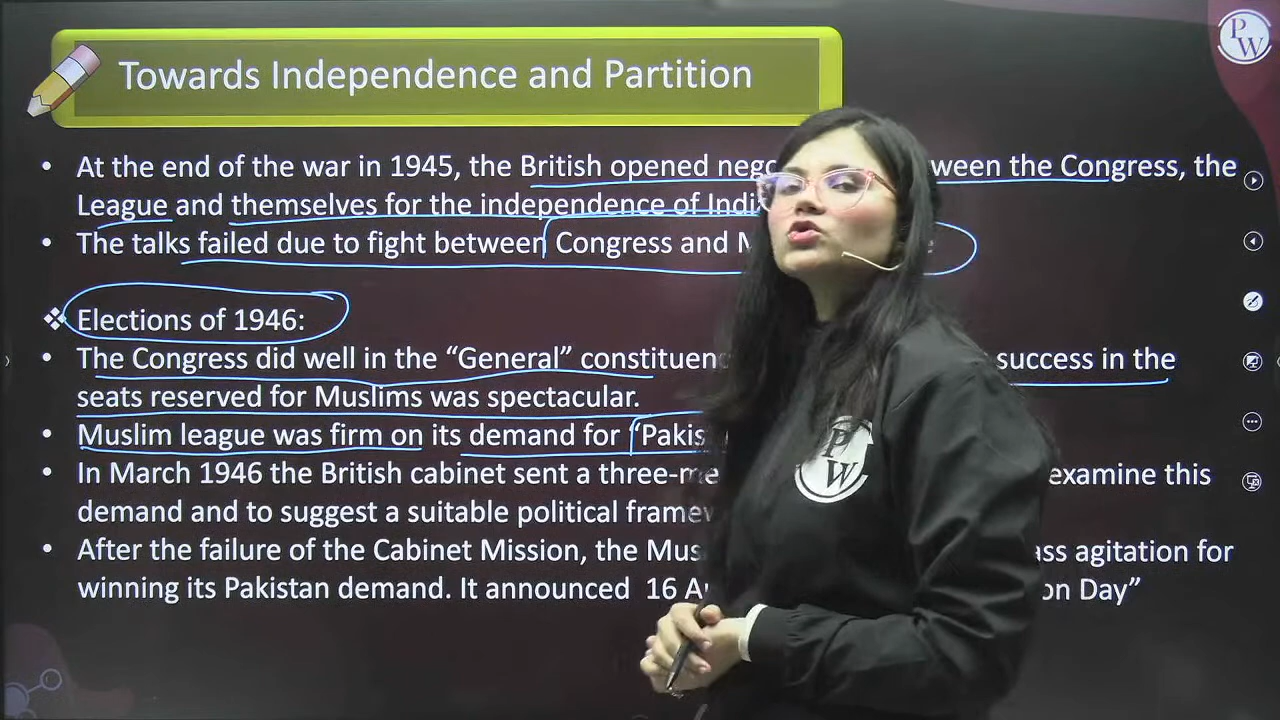 PW
Towards Independence and Partition
• At the end of the war in 1945, the British opened nego ween the Congress, the
League and themselves for the independence of Indi
• The talks failed due to fight between Congress and M e
❖ Elections of 1946:
• The Congress did well in the “General” constituenc success in the
seats reserved for Muslims was spectacular.
• Muslim league was firm on its demand for “Pakis
• In March 1946 the British cabinet sent a three-me examine this
demand and to suggest a suitable political framew
• After the failure of the Cabinet Mission, the Mus ass agitation for
winning its Pakistan demand. It announced 16 Au on Day”
PW